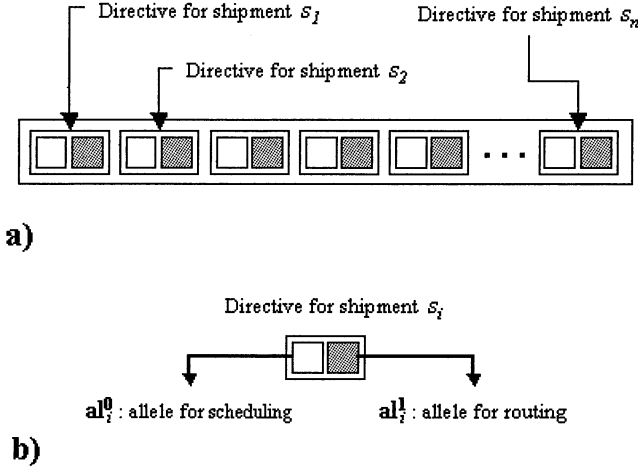 Directive for shipment s1
Directive for shipment sn
Directive for shipment s2
...
a)
Directive for shipment si
al0i : allele for scheduling
al1i : allele for routing
b)